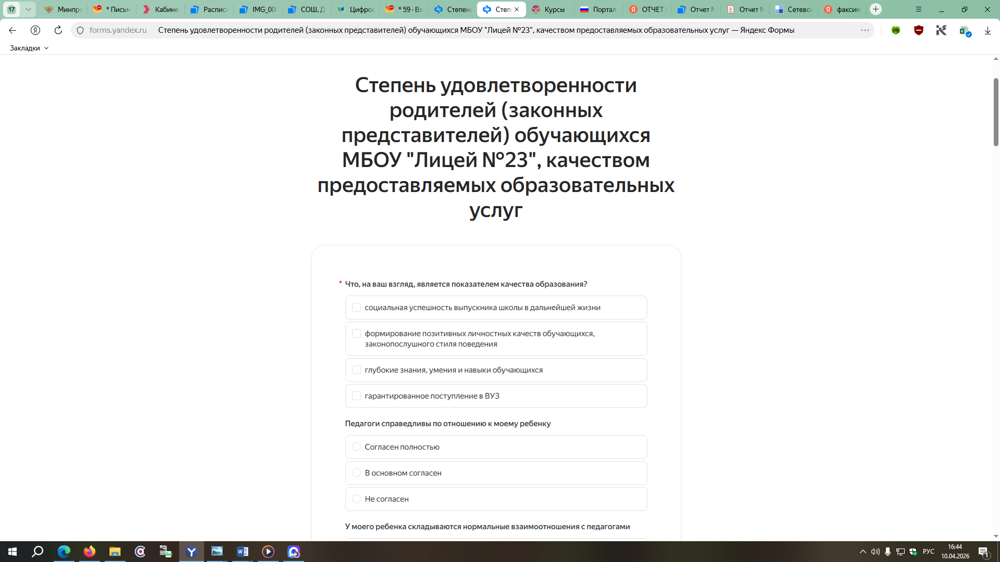 17
Минпро
* Письм
Кабинет
Расписа
IMG_000
СОШ, Д
Цифров
* 59 · Вх
Степень
Степ
Курсы
Портал
ОТЧЕТ
Отчет М
Отчет М
Сетевой
факсим
forms.yandex.ru
Степень удовлетворенности родителей (законных представителей) обучающихся МБОУ "Лицей №23", качеством предоставляемых образовательных услуг — Яндекс Формы
Закладки
Степень удовлетворенности
родителей (законных
представителей) обучающихся
МБОУ "Лицей №23", качеством
предоставляемых образовательных
услуг
* Что, на ваш взгляд, является показателем качества образования?
социальная успешность выпускника школы в дальнейшей жизни
формирование позитивных личностных качеств обучающихся,
законопослушного стиля поведения
глубокие знания, умения и навыки обучающихся
гарантированное поступление в ВУЗ
Педагоги справедливы по отношению к моему ребенку
Согласен полностью
В основном согласен
Не согласен
У моего ребенка складываются нормальные взаимоотношения с педагогами
РУС
16:44
10.04.2026
1
3